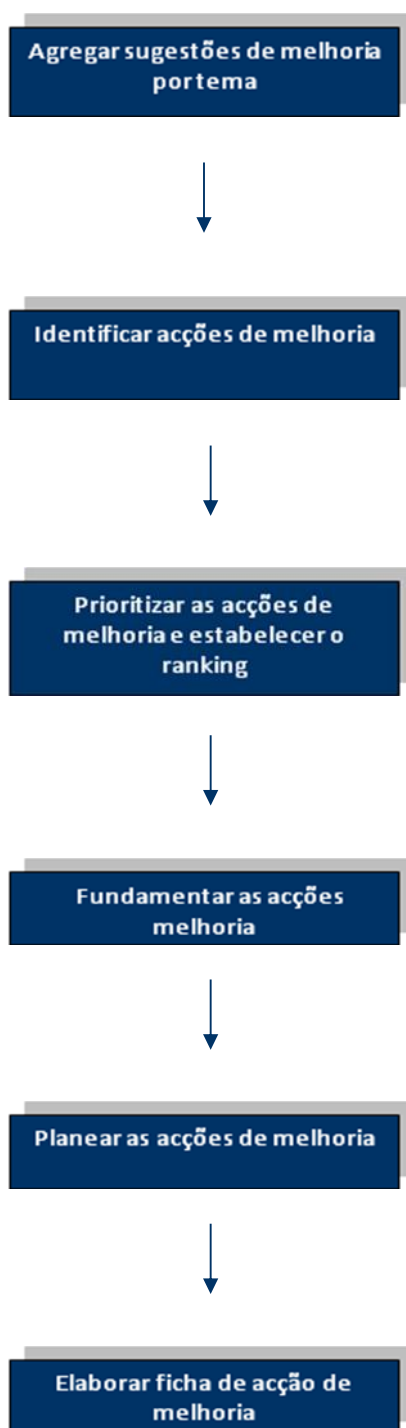 Agregar sugestões de melhoria
por tema
Identificar acções de melhoria
Prioritizar as acções de
melhoria e estabelecer o
ranking
Fundamentar as acções
melhoria
Planear as acções de melhoria
Elaborar ficha de acção de
melhoria